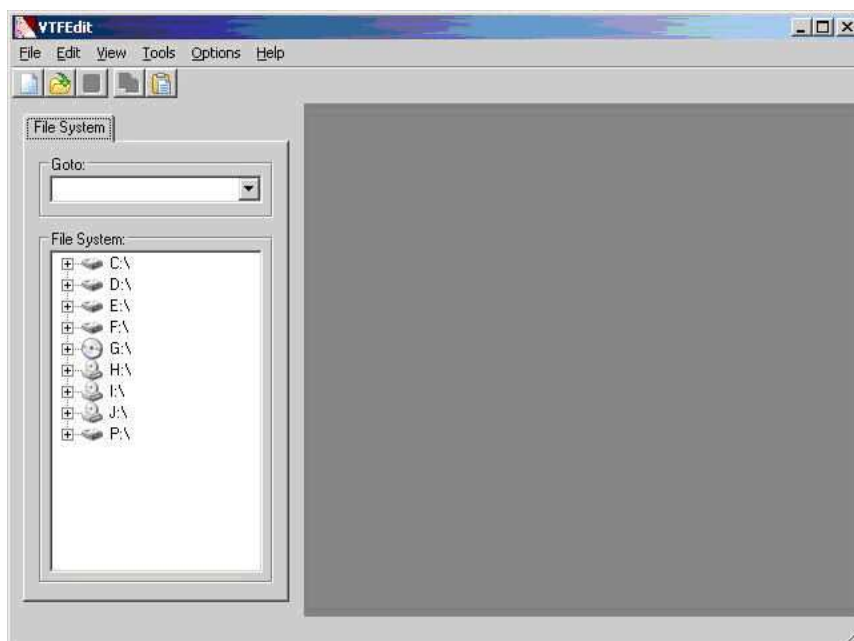 VTFEdit
File Edit View Tools Options Help
File System
Goto:
File System:
C:\
D:\
E:\
F:\
G:\
H:\
I:\
J:\
P:\